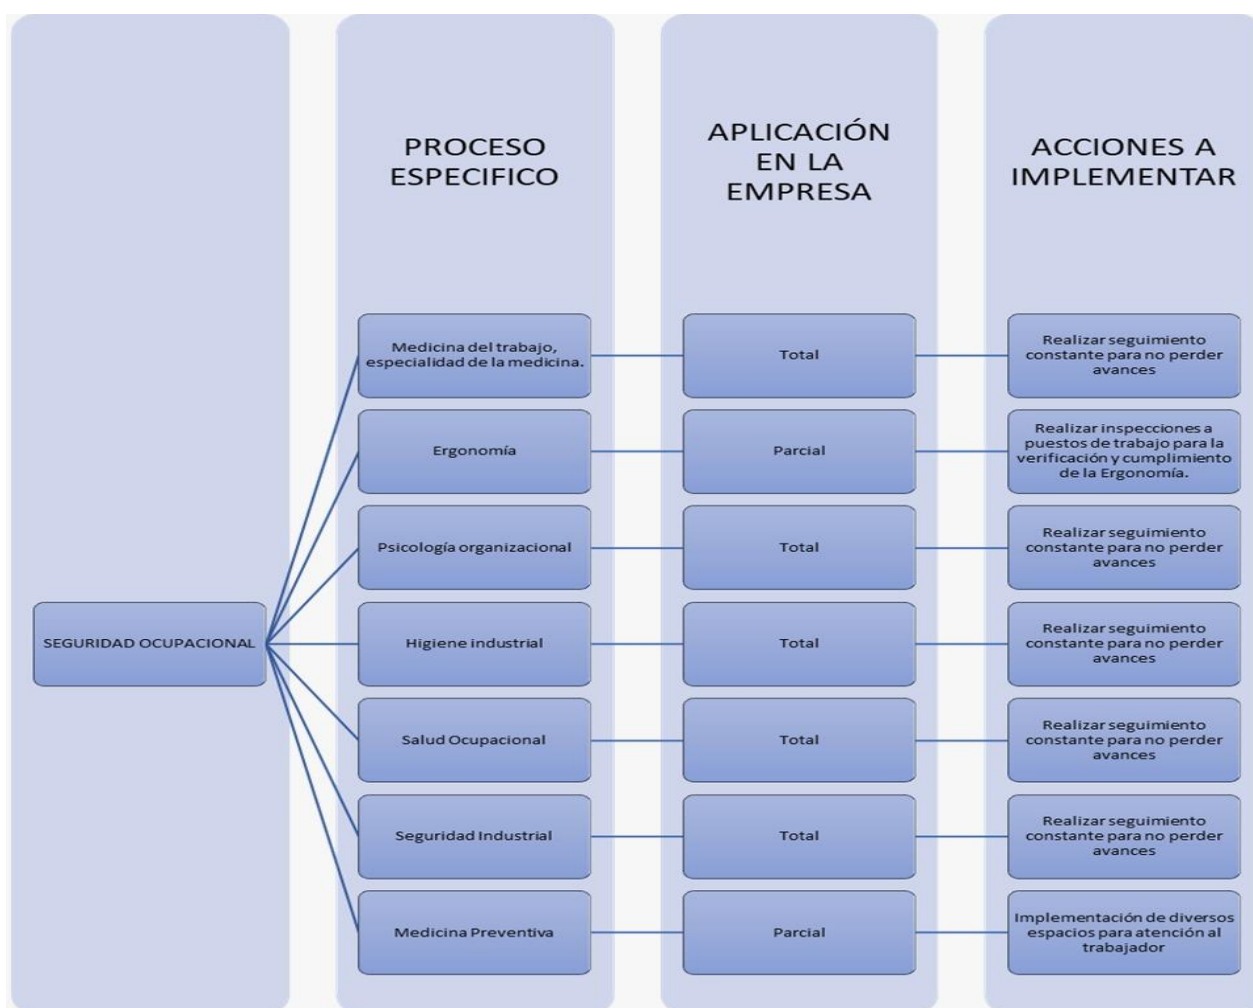 PROCESO
ESPECIFICO
APLICACIÓN
EN LA
EMPRESA
ACCIONES A
IMPLEMENTAR
SEGURIDAD OCUPACIONAL
Medicina del trabajo,
especialidad de la medicina.
Total
Realizar seguimiento
constante para no perder
avances
Ergonomía
Parcial
Realizar inspecciones a
puestos de trabajo para la
verificación y cumplimiento
de la Ergonomía.
Psicología organizacional
Total
Realizar seguimiento
constante para no perder
avances
Higiene industrial
Total
Realizar seguimiento
constante para no perder
avances
Salud Ocupacional
Total
Realizar seguimiento
constante para no perder
avances
Seguridad Industrial
Total
Realizar seguimiento
constante para no perder
avances
Medicina Preventiva
Parcial
Implementación de diversos
espacios para atención al
trabajador